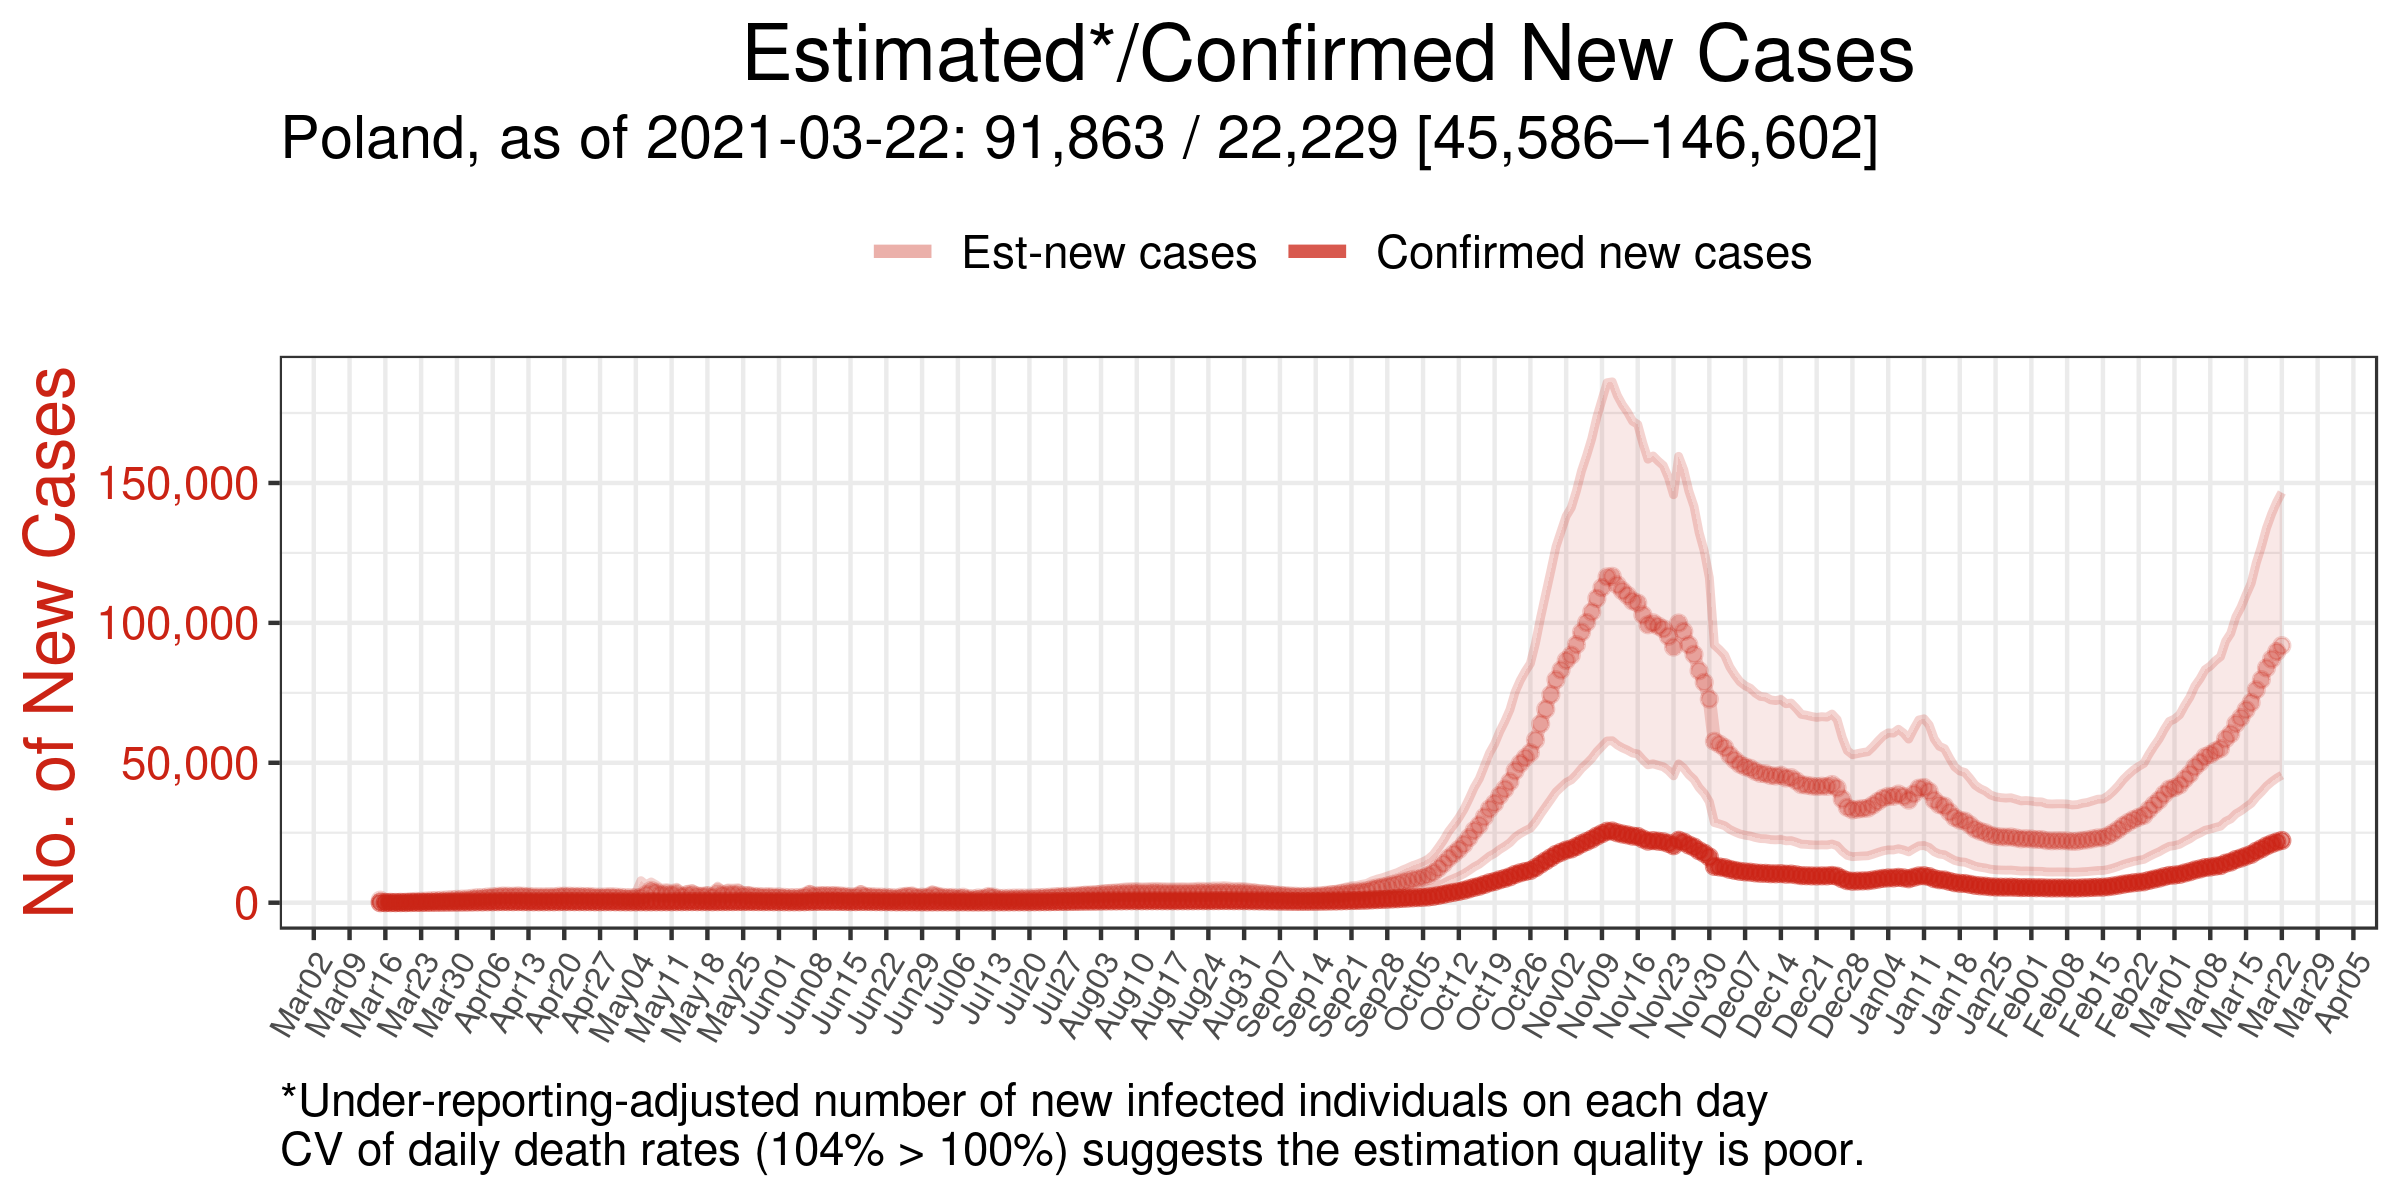 Estimated*/Confirmed New Cases
Poland, as of 2021-03-22: 91,863 / 22,229 [45,586–146,602]
Est-new cases
Confirmed new cases
No. of New Cases
150,000
100,000
50,000
0
Mar02
Mar09
Mar16
Mar23
Mar30
Apr06
Apr13
Apr20
Apr27
May04
May11
May18
May25
Jun01
Jun08
Jun15
Jun22
Jun29
Jul06
Jul13
Jul20
Jul27
Aug03
Aug10
Aug17
Aug24
Aug31
Sep07
Sep14
Sep21
Sep28
Oct05
Oct12
Oct19
Oct26
Nov02
Nov09
Nov16
Nov23
Nov30
Dec07
Dec14
Dec21
Dec28
Jan04
Jan11
Jan18
Jan25
Feb01
Feb08
Feb15
Feb22
Mar01
Mar08
Mar15
Mar22
Mar29
Apr05
*Under-reporting-adjusted number of new infected individuals on each day
CV of daily death rates (104% > 100%) suggests the estimation quality is poor.